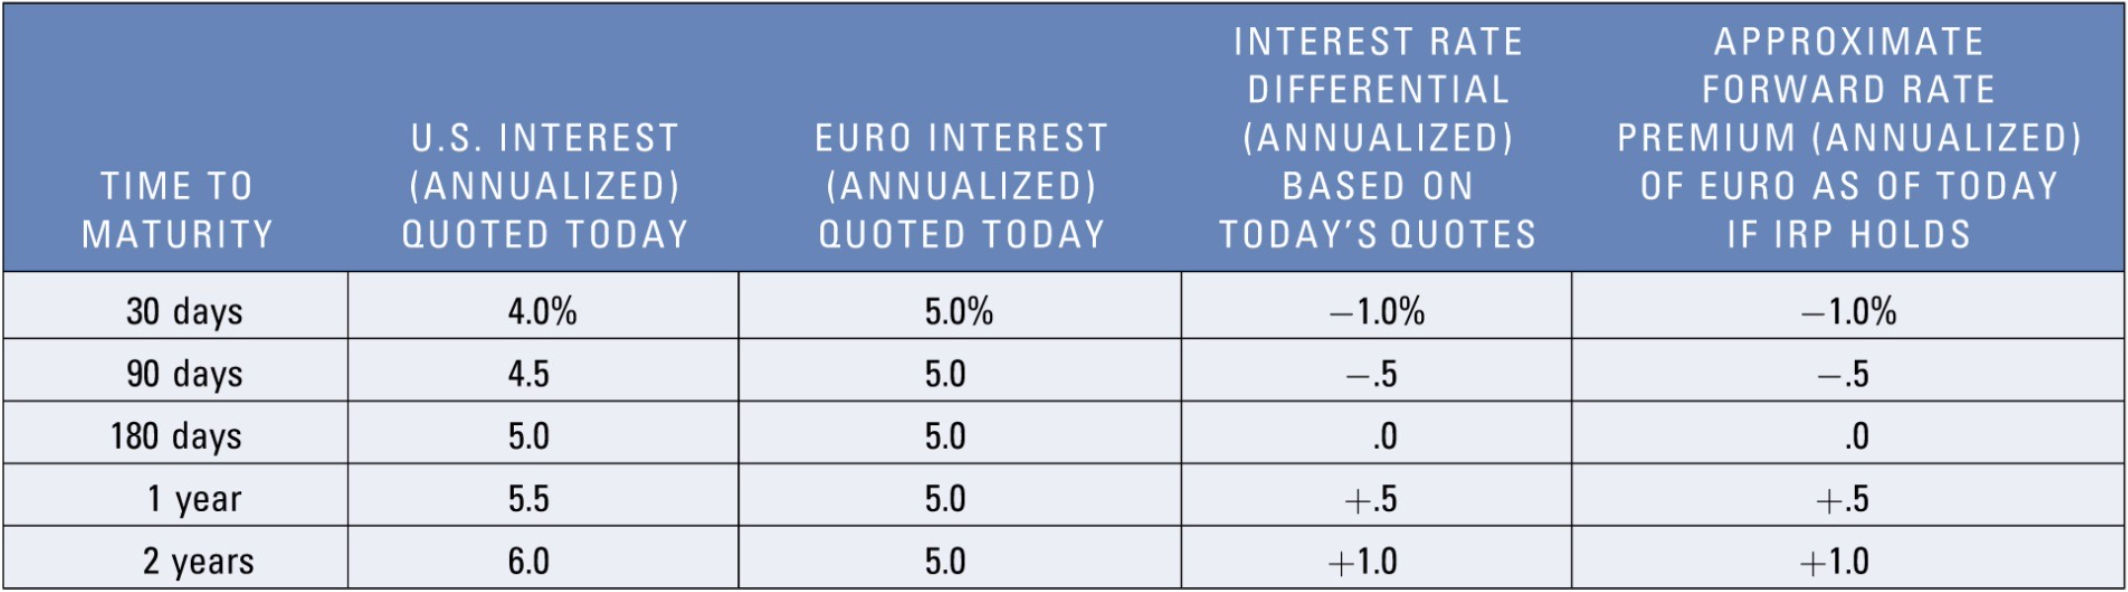 TIME TO
MATURITY
U.S. INTEREST
(ANNUALIZED)
QUOTED TODAY
EURO INTEREST
(ANNUALIZED)
QUOTED TODAY
INTEREST RATE
DIFFERENTIAL
(ANNUALIZED)
BASED ON
TODAY'S QUOTES
APPROXIMATE
FORWARD RATE
PREMIUM (ANNUALIZED)
OF EURO AS OF TODAY
IF IRP HOLDS
30 days 4.0% 5.0% −1.0% −1.0%
90 days 4.5 5.0 −.5 −.5
180 days 5.0 5.0 .0 .0
1 year 5.5 5.0 +.5 +.5
2 years 6.0 5.0 +1.0 +1.0